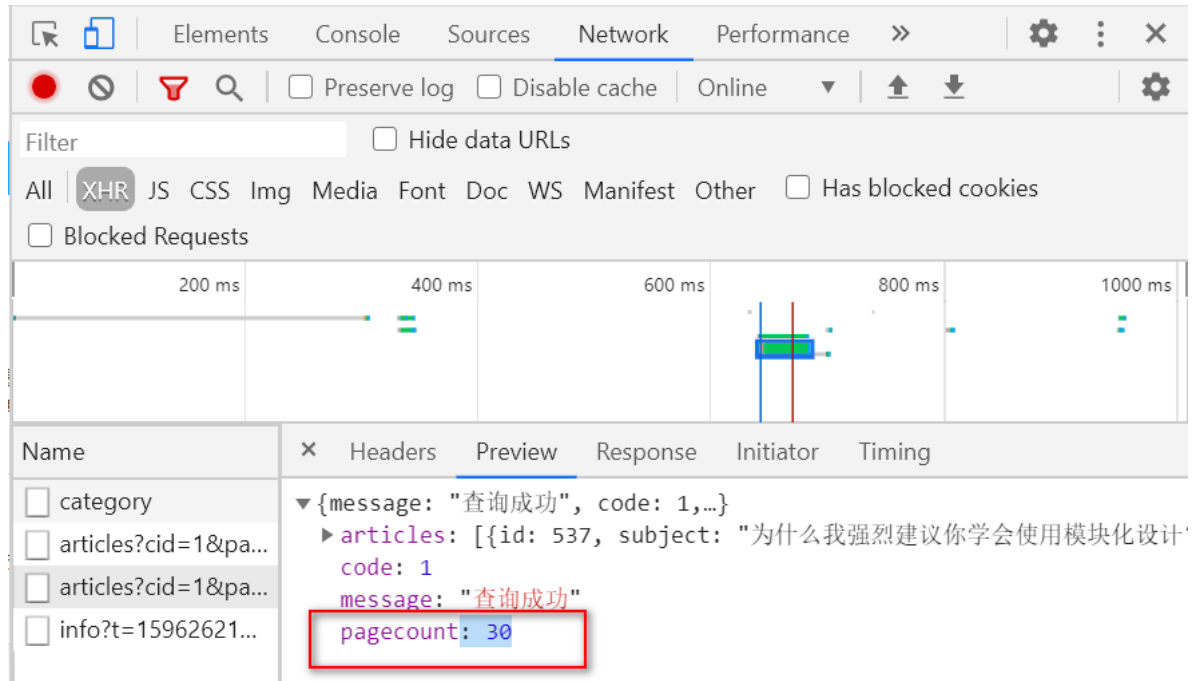 Elements Console Sources Network Performance »
Preserve log Disable cache Online
Filter Hide data URLs
All XHR JS CSS Img Media Font Doc WS Manifest Other Has blocked cookies
Blocked Requests
200 ms 400 ms 600 ms 800 ms 1000 ms
Name × Headers Preview Response Initiator Timing
category
articles?cid=1&pa...
articles?cid=1&pa...
info?t=15962621...
▼{message: "查询成功", code: 1,…}
▶articles: [{id: 537, subject: "为什么我强烈建议你学会使用模块化设计
code: 1
message: "查询成功"
pagecount: 30